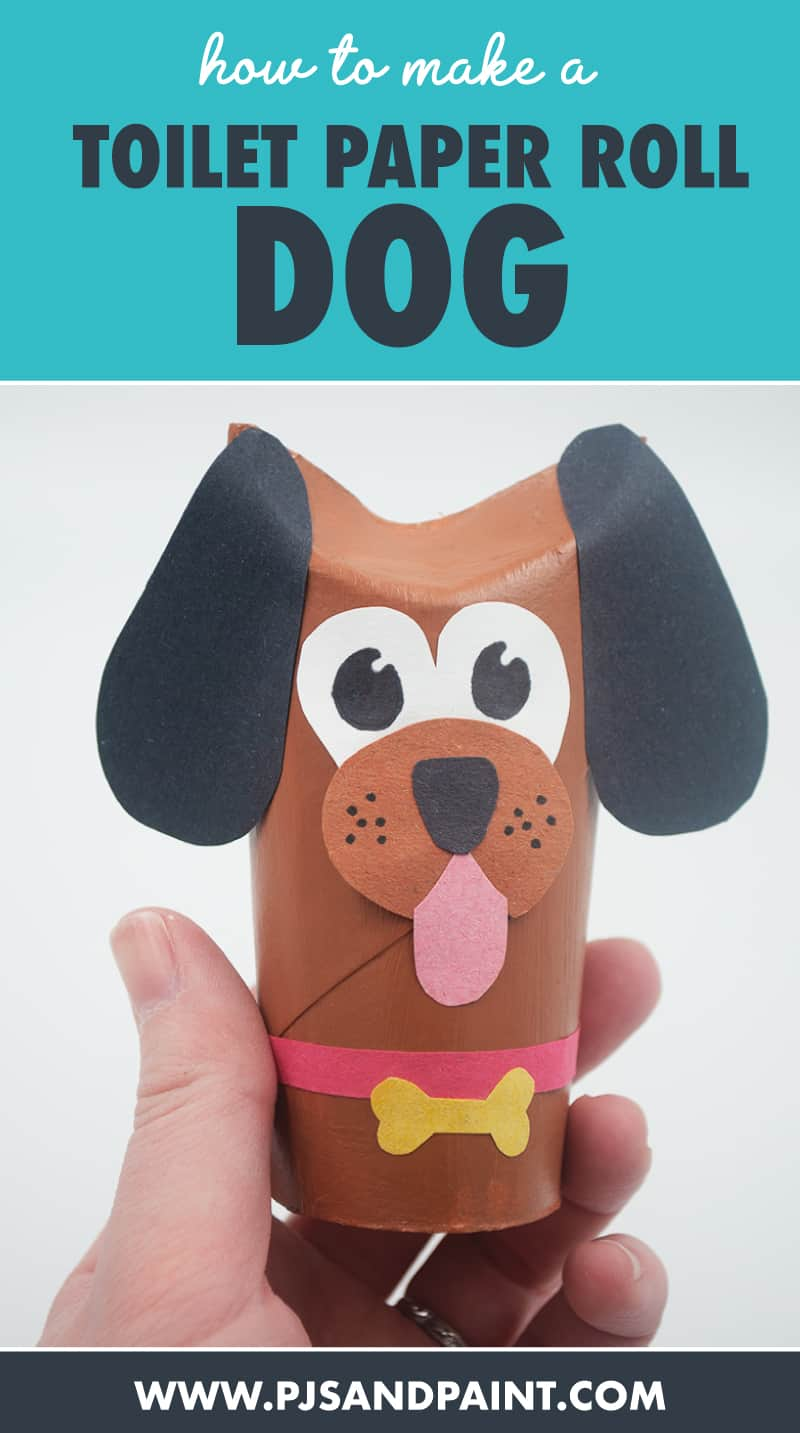 how to make a
TOILET PAPER ROLL
DOG
WWW.PJSANDPAINT.COM